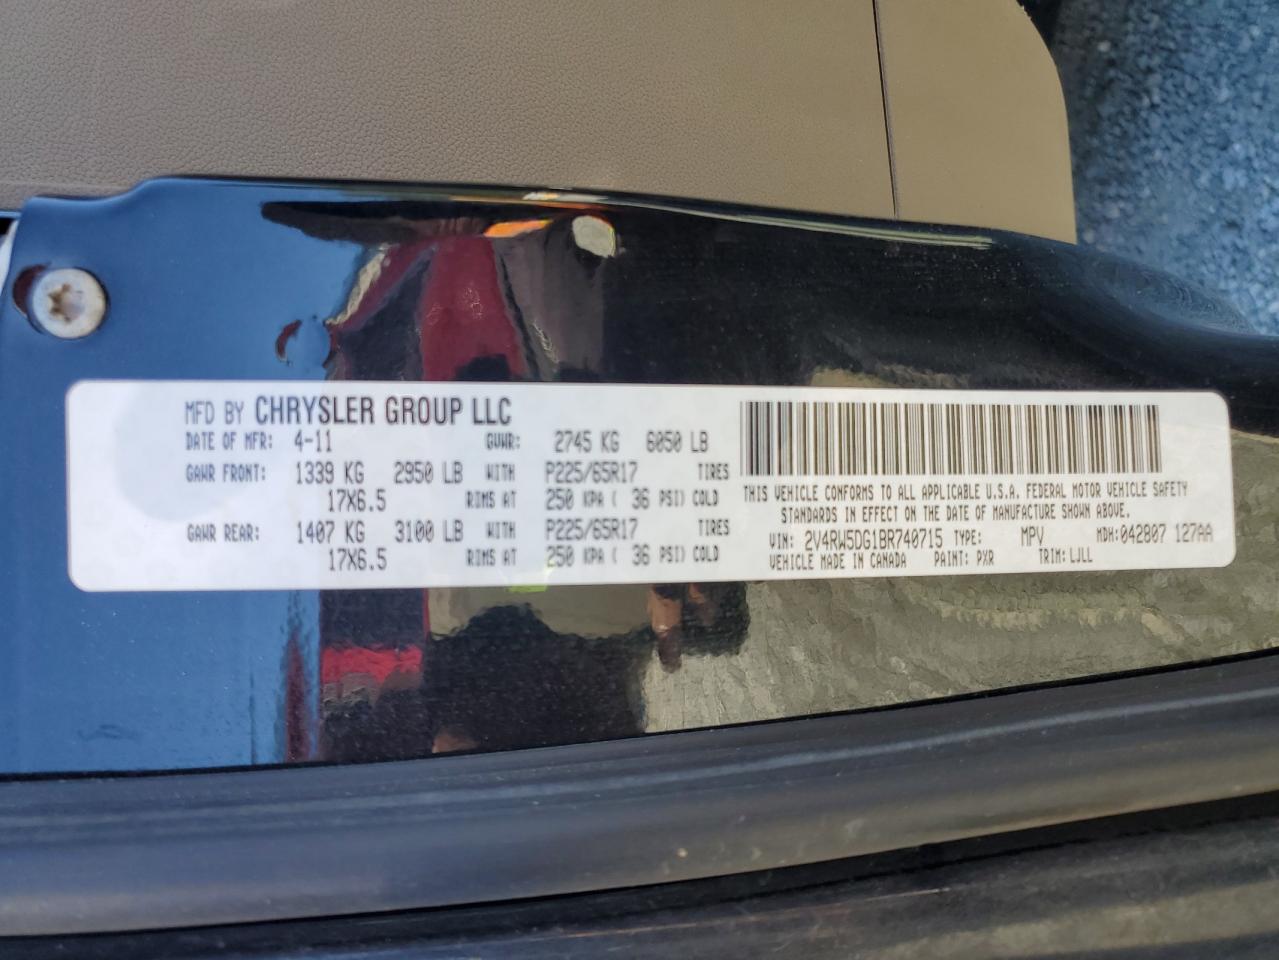 MFD BY CHRYSLER GROUP LLC
DATE OF MFR: 4-11 GVWR: 2745 KG 6050 LB
GAWR FRONT: 1339 KG 2950 LB WITH P225/65R17 TIRES
17X6.5 RIMS AT 250 KPA ( 36 PSI) COLD
GAWR REAR: 1407 KG 3100 LB WITH P225/65R17 TIRES
17X6.5 RIMS AT 250 KPA ( 36 PSI) COLD
THIS VEHICLE CONFORMS TO ALL APPLICABLE U.S.A. FEDERAL MOTOR VEHICLE SAFETY
STANDARDS IN EFFECT ON THE DATE OF MANUFACTURE SHOWN ABOVE.
VIN: 2V4RW5DG1BR740715 TYPE: MPV MDH:042807 127AA
VEHICLE MADE IN CANADA PAINT: PXR TRIM: LJLL